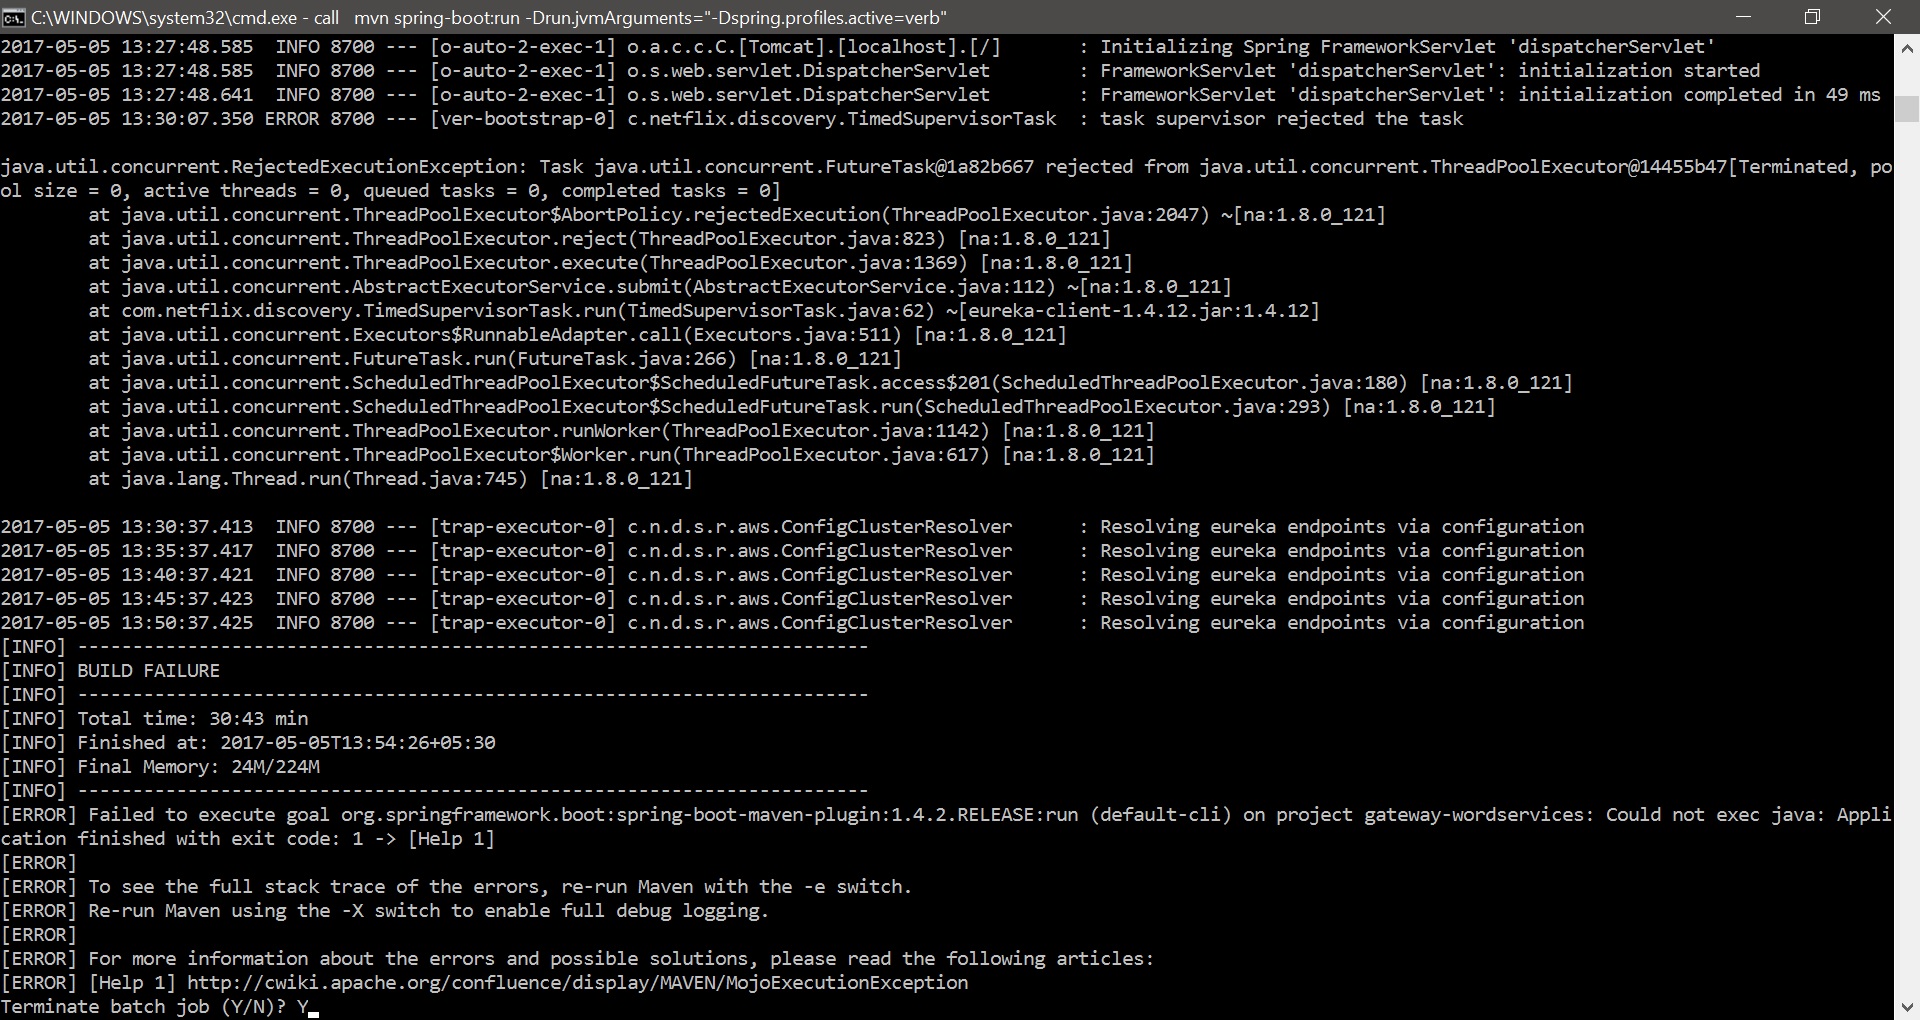 C:\WINDOWS\system32\cmd.exe - call  mvn spring-boot:run -Drun.jvmArguments="-Dspring.profiles.active=verb"
2017-05-05 13:27:48.585  INFO 8700 --- [o-auto-2-exec-1] o.a.c.c.C.[Tomcat].[localhost].[/]       : Initializing Spring FrameworkServlet 'dispatcherServlet'
2017-05-05 13:27:48.585  INFO 8700 --- [o-auto-2-exec-1] o.s.web.servlet.DispatcherServlet        : FrameworkServlet 'dispatcherServlet': initialization started
2017-05-05 13:27:48.641  INFO 8700 --- [o-auto-2-exec-1] o.s.web.servlet.DispatcherServlet        : FrameworkServlet 'dispatcherServlet': initialization completed in 49 ms
2017-05-05 13:30:07.350 ERROR 8700 --- [ver-bootstrap-0] c.netflix.discovery.TimedSupervisorTask  : task supervisor rejected the task
java.util.concurrent.RejectedExecutionException: Task java.util.concurrent.FutureTask@1a82b667 rejected from java.util.concurrent.ThreadPoolExecutor@14455b47[Terminated, po
ol size = 0, active threads = 0, queued tasks = 0, completed tasks = 0]
        at java.util.concurrent.ThreadPoolExecutor$AbortPolicy.rejectedExecution(ThreadPoolExecutor.java:2047) ~[na:1.8.0_121]
        at java.util.concurrent.ThreadPoolExecutor.reject(ThreadPoolExecutor.java:823) [na:1.8.0_121]
        at java.util.concurrent.ThreadPoolExecutor.execute(ThreadPoolExecutor.java:1369) [na:1.8.0_121]
        at java.util.concurrent.AbstractExecutorService.submit(AbstractExecutorService.java:112) ~[na:1.8.0_121]
        at com.netflix.discovery.TimedSupervisorTask.run(TimedSupervisorTask.java:62) ~[eureka-client-1.4.12.jar:1.4.12]
        at java.util.concurrent.Executors$RunnableAdapter.call(Executors.java:511) [na:1.8.0_121]
        at java.util.concurrent.FutureTask.run(FutureTask.java:266) [na:1.8.0_121]
        at java.util.concurrent.ScheduledThreadPoolExecutor$ScheduledFutureTask.access$201(ScheduledThreadPoolExecutor.java:180) [na:1.8.0_121]
        at java.util.concurrent.ScheduledThreadPoolExecutor$ScheduledFutureTask.run(ScheduledThreadPoolExecutor.java:293) [na:1.8.0_121]
        at java.util.concurrent.ThreadPoolExecutor.runWorker(ThreadPoolExecutor.java:1142) [na:1.8.0_121]
        at java.util.concurrent.ThreadPoolExecutor$Worker.run(ThreadPoolExecutor.java:617) [na:1.8.0_121]
        at java.lang.Thread.run(Thread.java:745) [na:1.8.0_121]
2017-05-05 13:30:37.413  INFO 8700 --- [trap-executor-0] c.n.d.s.r.aws.ConfigClusterResolver      : Resolving eureka endpoints via configuration
2017-05-05 13:35:37.417  INFO 8700 --- [trap-executor-0] c.n.d.s.r.aws.ConfigClusterResolver      : Resolving eureka endpoints via configuration
2017-05-05 13:40:37.421  INFO 8700 --- [trap-executor-0] c.n.d.s.r.aws.ConfigClusterResolver      : Resolving eureka endpoints via configuration
2017-05-05 13:45:37.423  INFO 8700 --- [trap-executor-0] c.n.d.s.r.aws.ConfigClusterResolver      : Resolving eureka endpoints via configuration
2017-05-05 13:50:37.425  INFO 8700 --- [trap-executor-0] c.n.d.s.r.aws.ConfigClusterResolver      : Resolving eureka endpoints via configuration
[INFO] ------------------------------------------------------------------------
[INFO] BUILD FAILURE
[INFO] ------------------------------------------------------------------------
[INFO] Total time: 30:43 min
[INFO] Finished at: 2017-05-05T13:54:26+05:30
[INFO] Final Memory: 24M/224M
[INFO] ------------------------------------------------------------------------
[ERROR] Failed to execute goal org.springframework.boot:spring-boot-maven-plugin:1.4.2.RELEASE:run (default-cli) on project gateway-wordservices: Could not exec java: Appli
cation finished with exit code: 1 -> [Help 1]
[ERROR]
[ERROR] To see the full stack trace of the errors, re-run Maven with the -e switch.
[ERROR] Re-run Maven using the -X switch to enable full debug logging.
[ERROR]
[ERROR] For more information about the errors and possible solutions, please read the following articles:
[ERROR] [Help 1] http://cwiki.apache.org/confluence/display/MAVEN/MojoExecutionException
Terminate batch job (Y/N)? Y